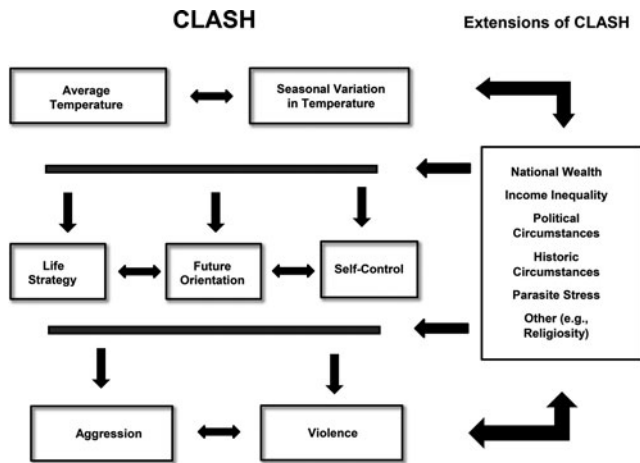 CLASH
Extensions of CLASH
Average
Temperature
Seasonal Variation
in Temperature
National Wealth
Income Inequality
Political
Circumstances
Historic
Circumstances
Parasite Stress
Other (e.g.,
Religiosity)
Life
Strategy
Future
Orientation
Self-Control
Aggression
Violence